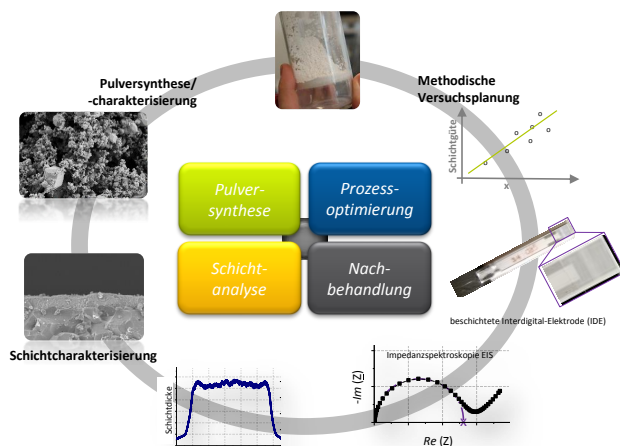 Pulversynthese/
-charakterisierung
Methodische
Versuchsplanung
Schichtgüte
x
Pulver-
synthese
Prozess-
optimierung
Schicht-
analyse
Nach-
behandlung
beschichtete Interdigital-Elektrode (IDE)
Schichtcharakterisierung
Schichtdicke
Impedanzspektroskopie EIS
-Im (Z)
Re (Z)